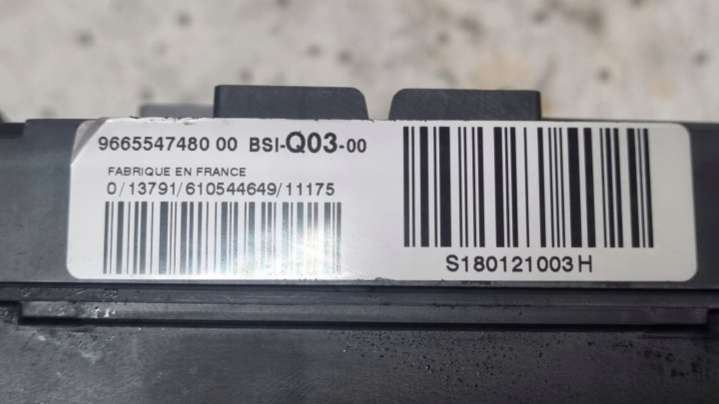 9665547480 00 BSI-Q03-00
FABRIQUE EN FRANCE
0/13791/610544649/11175
S180121003H